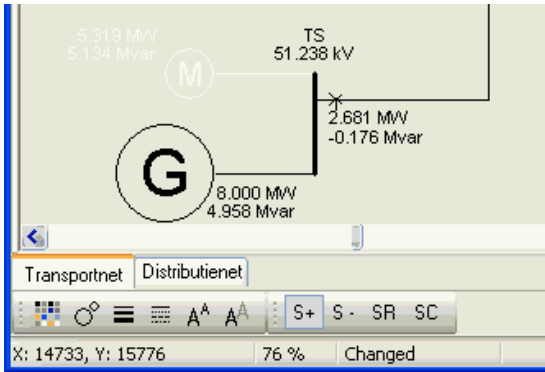 5.319 MW
5.134 Mvar
M
TS
51.238 kV
2.681 MW
-0.176 Mvar
G
8.000 MW
4.958 Mvar
Transportnet Distributienet
A^A A^A S+ S - SR SC
X: 14733, Y: 15776 76 % Changed